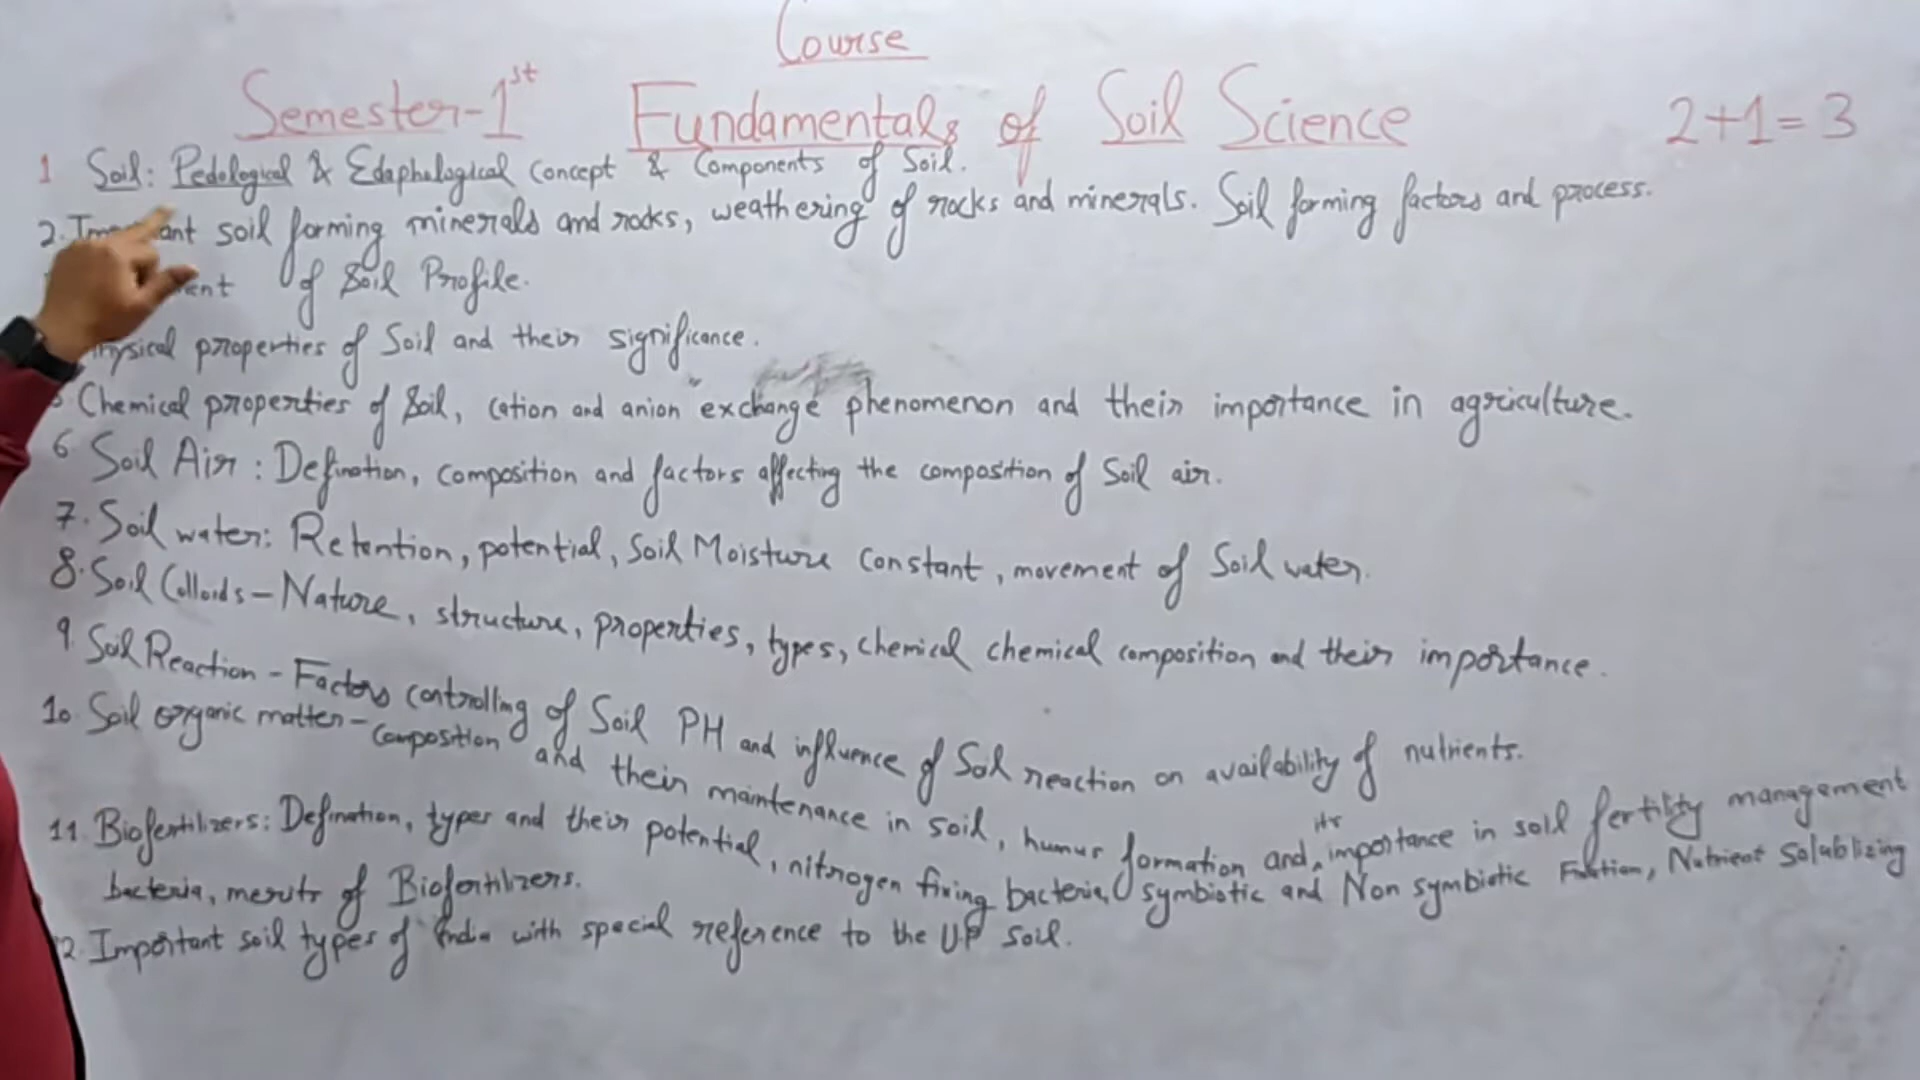 Course
Semester-1st Fundamentals of Soil Science 2+1=3
1 Soil: Pedological & Edaphological concept & Components of Soil.
2. soil forming minerals and rocks, weathering of rocks and minerals. Soil forming factors and process.
of Soil Profile.
properties of Soil and their significance.
Chemical properties of Soil, cation and anion exchange phenomenon and their importance in agriculture.
6 Soil Air: Defination, composition and factors affecting the composition of Soil air.
7. Soil water: Retention, potential, Soil Moisture Constant, movement of Soil water.
8. Soil Colloids - Nature, structure, properties, types, chemical chemical composition and their importance.
9. Soil Reaction - Factors controlling of Soil PH and influence of Soil reaction on availability of nutrients.
10. Soil organic matter - Composition and their maintenance in soil, humus formation and its importance in soil fertility management
11. Biofertilizers: Defination, types and their potential, nitrogen fixing bacteria, symbiotic and Non symbiotic Nutrient Solublizing
bacteria, merits of Biofertilizers.
2. Important soil types of India with special reference to the U.P Soil.